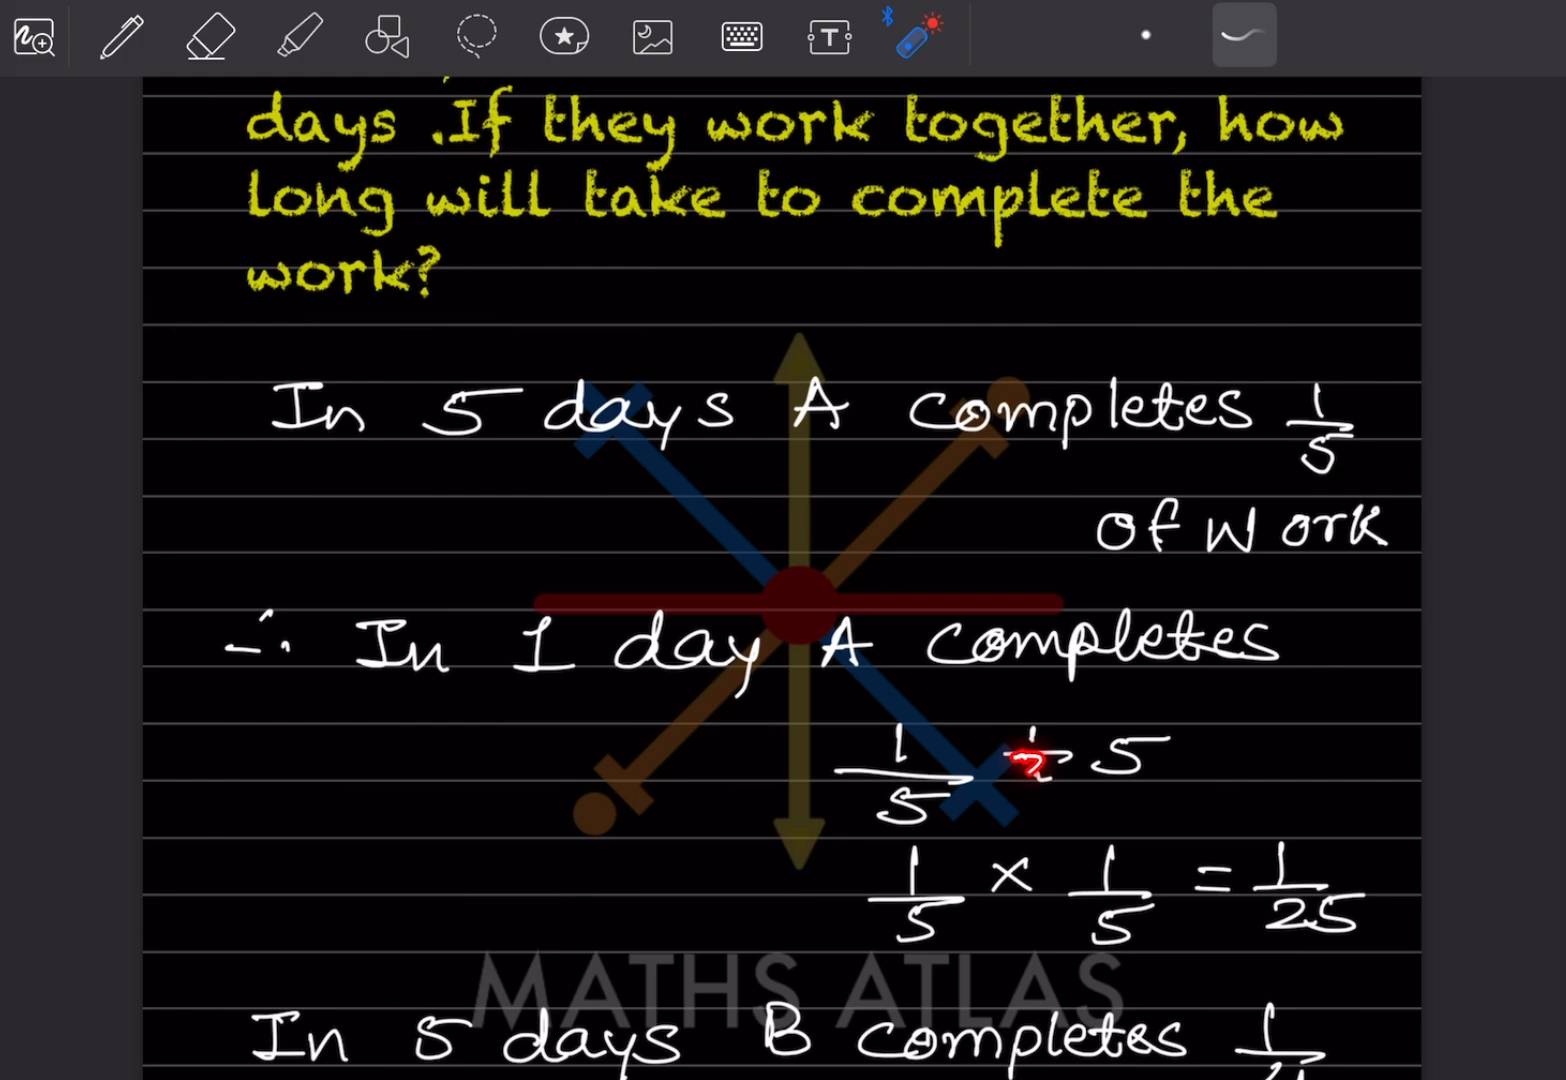 days .If they work together, how
long will take to complete the
work?
In 5 days A completes 1/5
of work
∴ In 1 day A completes
1/5 ÷ 5
1/5 × 1/5 = 1/25
MATHS ATLAS
In 5 days B completes